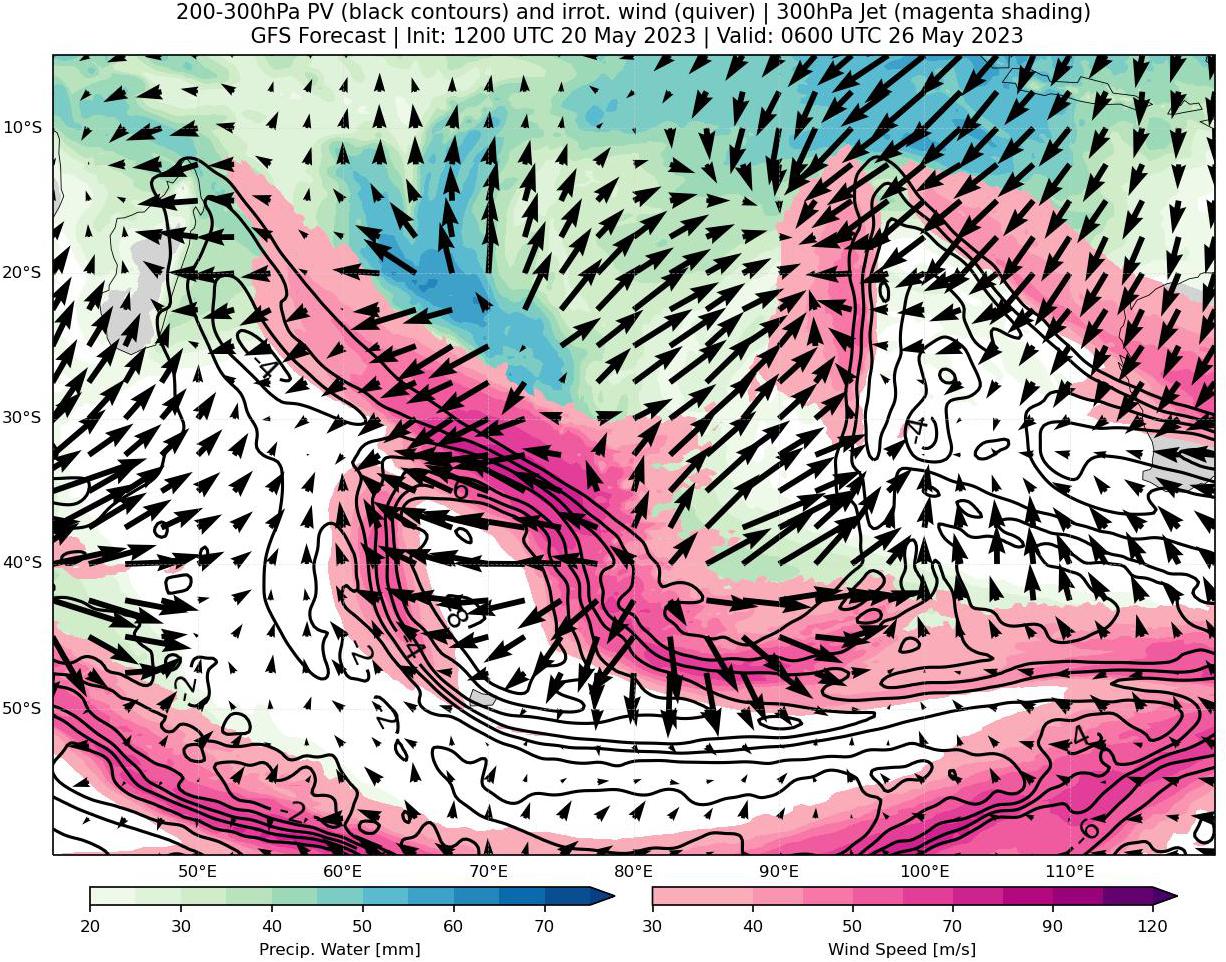 200-300hPa PV (black contours) and irrot. wind (quiver) | 300hPa Jet (magenta shading)
GFS Forecast | Init: 1200 UTC 20 May 2023 | Valid: 0600 UTC 26 May 2023
10°S
20°S
30°S
40°S
50°S
-4
-4
6
-8
-4
2
-2
-2
2
-4
-6
50°E
60°E
70°E
80°E
90°E
100°E
110°E
20
30
40
50
60
70
30
40
50
70
90
120
Precip. Water [mm]
Wind Speed [m/s]